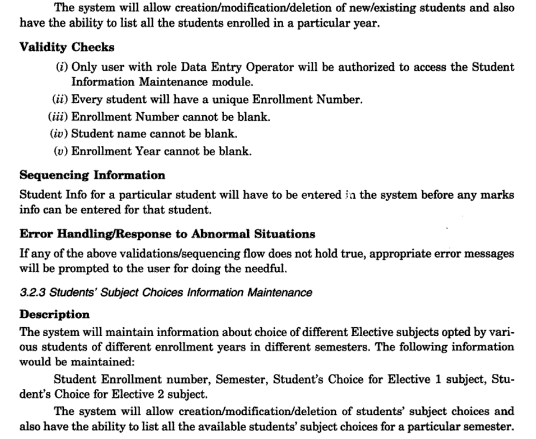 The system will allow creation/modification/deletion of new/existing students and also
have the ability to list all the students enrolled in a particular year.
Validity Checks
(i) Only user with role Data Entry Operator will be authorized to access the Student
Information Maintenance module.
(ii) Every student will have a unique Enrollment Number.
(iii) Enrollment Number cannot be blank.
(iv) Student name cannot be blank.
(v) Enrollment Year cannot be blank.
Sequencing Information
Student Info for a particular student will have to be entered in the system before any marks
info can be entered for that student.
Error Handling/Response to Abnormal Situations
If any of the above validations/sequencing flow does not hold true, appropriate error messages
will be prompted to the user for doing the needful.
3.2.3 Students' Subject Choices Information Maintenance
Description
The system will maintain information about choice of different Elective subjects opted by vari-
ous students of different enrollment years in different semesters. The following information
would be maintained:
Student Enrollment number, Semester, Student's Choice for Elective 1 subject, Stu-
dent's Choice for Elective 2 subject.
The system will allow creation/modification/deletion of students' subject choices and
also have the ability to list all the available students' subject choices for a particular semester.